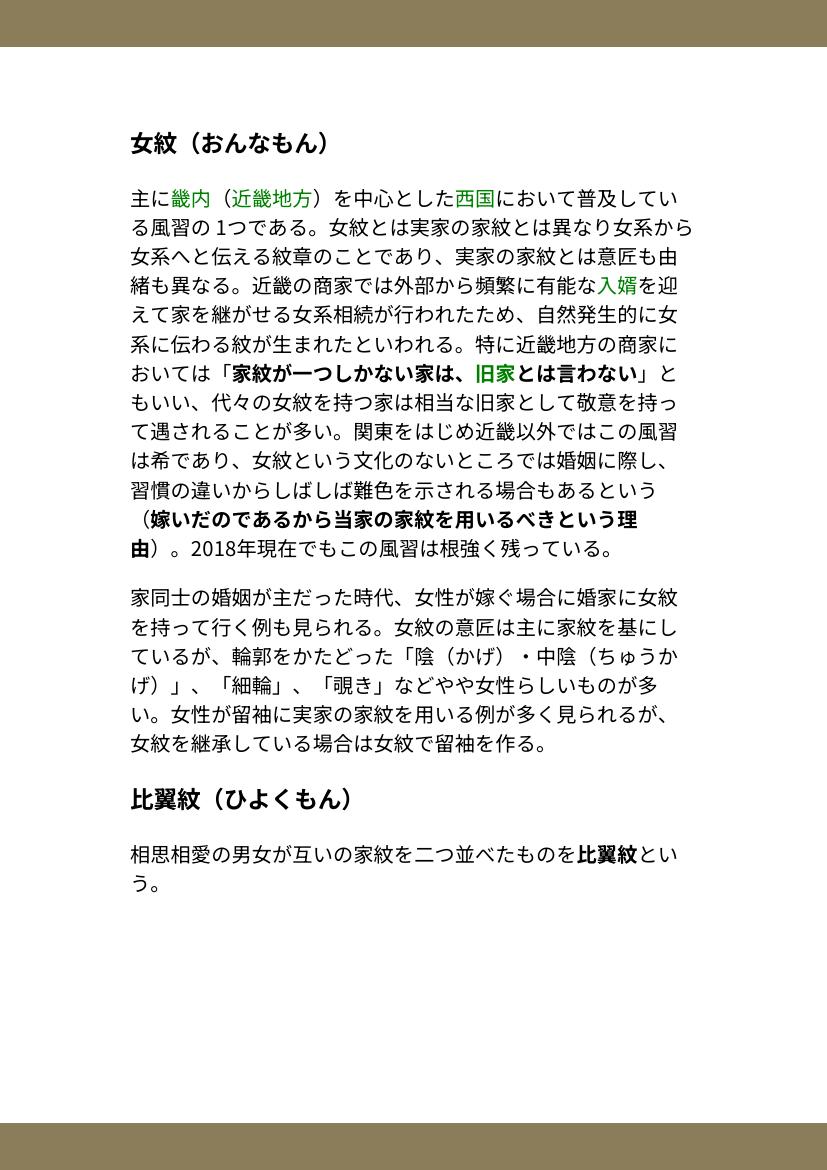 女紋（おんなもん）
主に畿内（近畿地方）を中心とした西国において普及してい
る風習の 1つである。女紋とは実家の家紋とは異なり女系から
女系へと伝える紋章のことであり、実家の家紋とは意匠も由
緒も異なる。近畿の商家では外部から頻繁に有能な入婿を迎
えて家を継がせる女系相続が行われたため、自然発生的に女
系に伝わる紋が生まれたといわれる。特に近畿地方の商家に
おいては「家紋が一つしかない家は、旧家とは言わない」と
もいい、代々の女紋を持つ家は相当な旧家として敬意を持っ
て遇されることが多い。関東をはじめ近畿以外ではこの風習
は希であり、女紋という文化のないところでは婚姻に際し、
習慣の違いからしばしば難色を示される場合もあるという
（嫁いだのであるから当家の家紋を用いるべきという理
由）。2018年現在でもこの風習は根強く残っている。
家同士の婚姻が主だった時代、女性が嫁ぐ場合に婚家に女紋
を持って行く例も見られる。女紋の意匠は主に家紋を基にし
ているが、輪郭をかたどった「陰（かげ）・中陰（ちゅうか
げ）」、「細輪」、「覗き」などやや女性らしいものが多
い。女性が留袖に実家の家紋を用いる例が多く見られるが、
女紋を継承している場合は女紋で留袖を作る。
比翼紋（ひよくもん）
相思相愛の男女が互いの家紋を二つ並べたものを比翼紋とい
う。